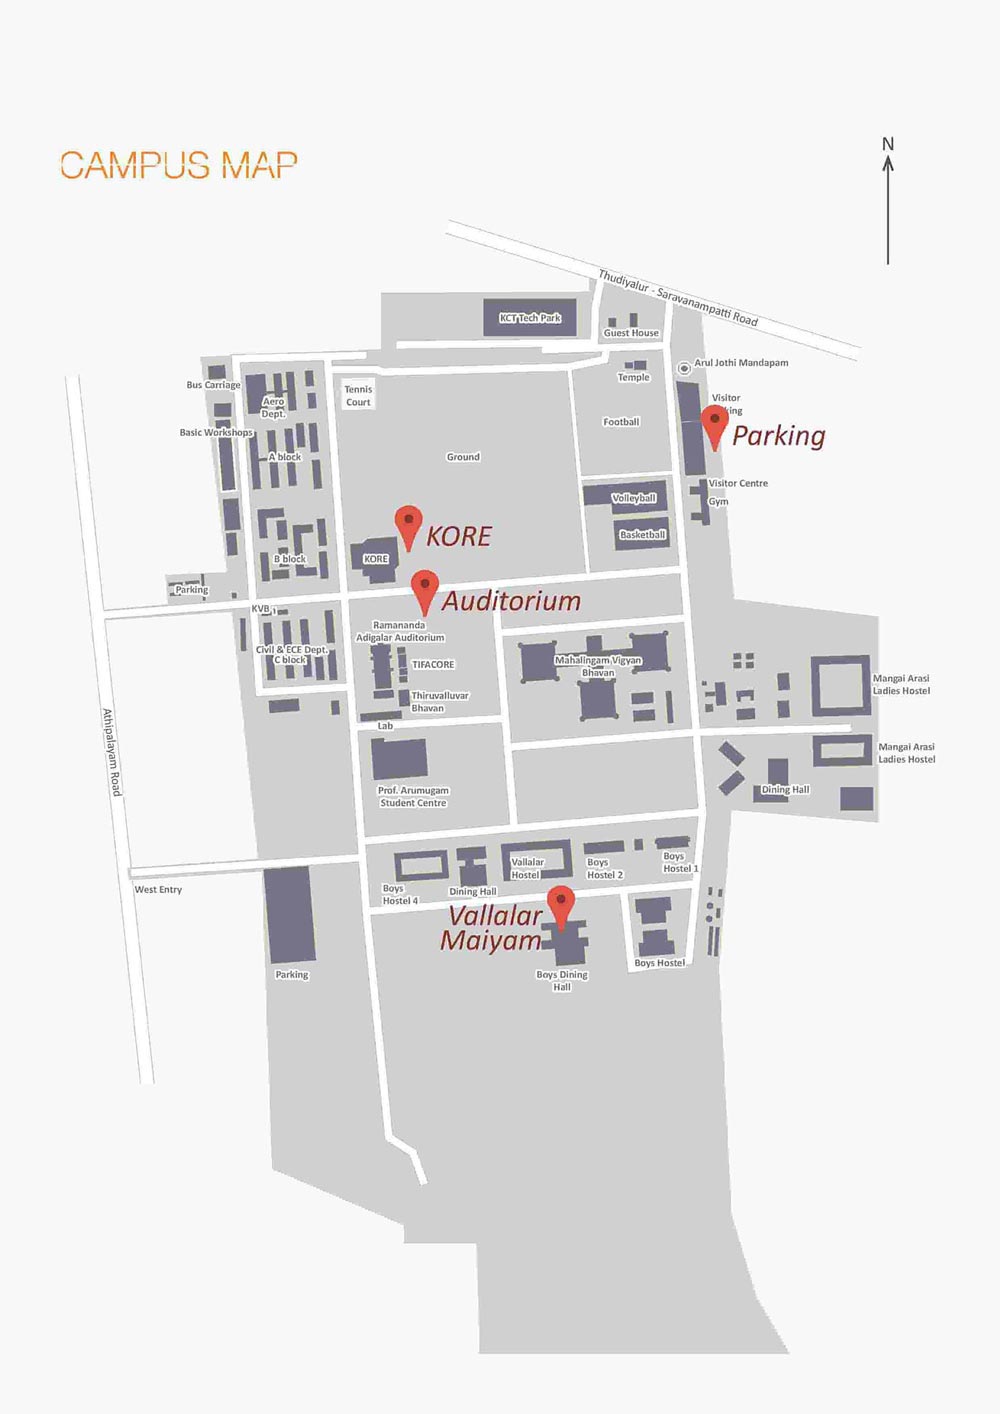 CAMPUS MAP
N
Thudiyalur - Saravanampatti Road
KCT Tech Park
Guest House
Arul Jothi Mandapam
Temple
Bus Carriage
Tennis
Court
Visitor
Aero
Dept.
Football
Parking
Basic Workshops
A block
Ground
Visitor Centre
Gym
Volleyball
KORE
Basketball
B block
KORE
Parking
Auditorium
KVB
Ramananda
Adigalar Auditorium
Civil & ECE Dept.
C block
TIFACORE
Mahalingam Vigyan
Bhavan
Mangai Arasi
Ladies Hostel
Thiruvalluvar
Bhavan
Lab
Athipalayam Road
Mangai Arasi
Ladies Hostel
Prof. Arumugam
Student Centre
Dining Hall
West Entry
Boys
Hostel 4
Dining Hall
Vallalar
Hostel
Boys
Hostel 2
Boys
Hostel 1
Vallalar
Maiyam
Parking
Boys Dining
Hall
Boys Hostel